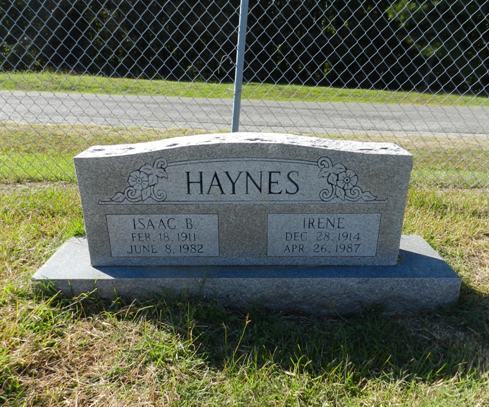 HAYNES
ISAAC B.
FEB. 18, 1911
JUNE 8, 1982
IRENE
DEC. 28, 1914
APR. 26, 1987